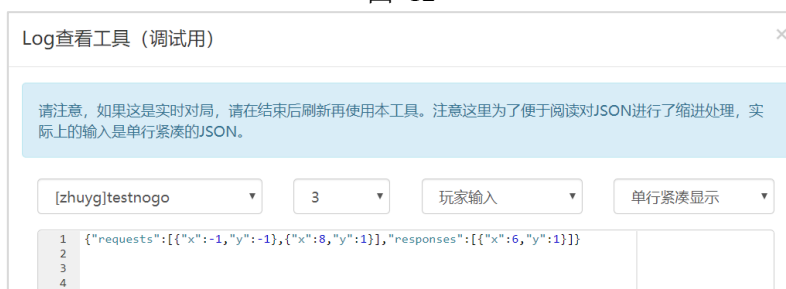 Log查看工具（调试用）
×
请注意，如果这是实时对局，请在结束后刷新再使用本工具。注意这里为了便于阅读对JSON进行了缩进处理，实
际上的输入是单行紧凑的JSON。
[zhuyg]testnogo 3 玩家输入 单行紧凑显示
1 {"requests":[{"x":-1,"y":-1},{"x":8,"y":1}],"responses":[{"x":6,"y":1}]}
2
3
4